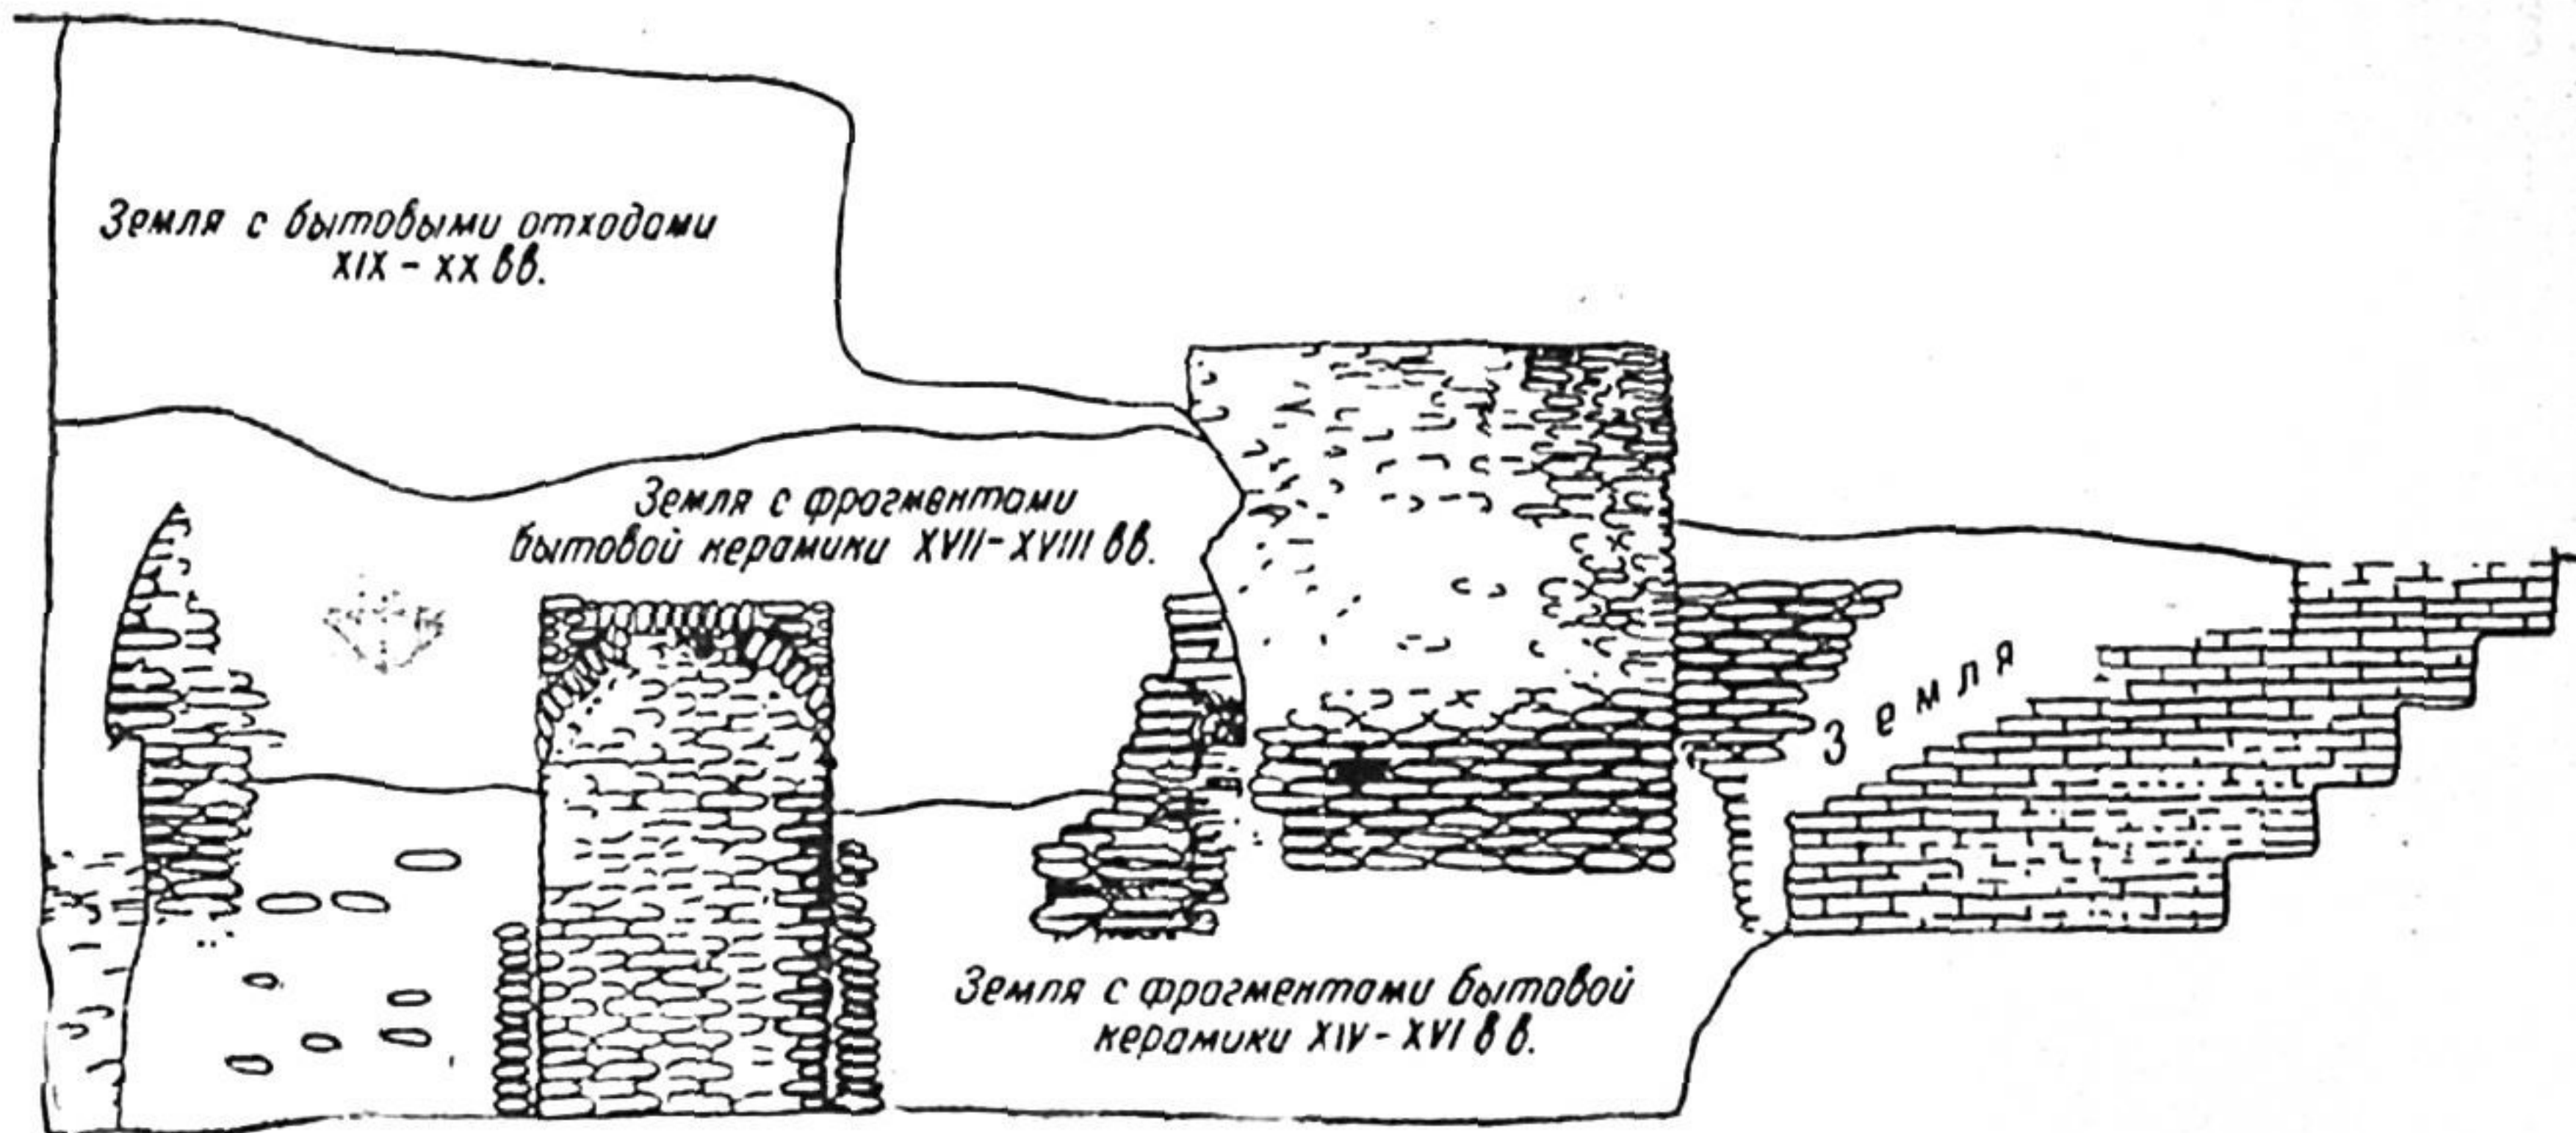 Земля с бытовыми отходами
XIX - XX вв.
Земля с фрагментами
бытовой керамики XVII-XVIII вв.
Земля
Земля с фрагментами бытовой
керамики XIV - XVI вв.